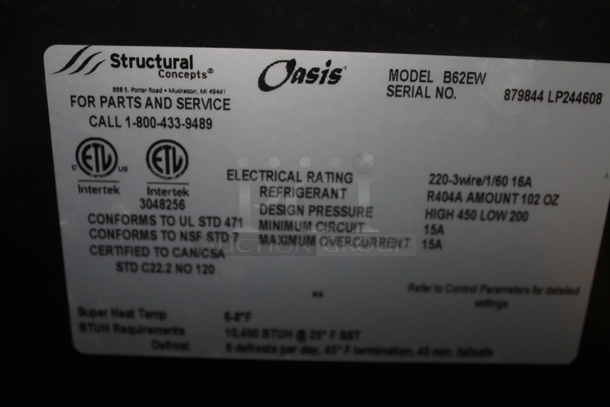 Structural
Concepts®
Oasis®
MODEL B62EW
SERIAL NO. 879844 LP244608
888 E. Porter Road • Muskegon, MI 49441
FOR PARTS AND SERVICE
CALL 1-800-433-9489
C ETL US
Intertek
ETL
Intertek
3048256
CONFORMS TO UL STD 471
CONFORMS TO NSF STD 7
CERTIFIED TO CAN/CSA
STD C22.2 NO 120
ELECTRICAL RATING 220-3wire/1/60 16A
REFRIGERANT R404A AMOUNT 102 OZ
DESIGN PRESSURE HIGH 450 LOW 200
MINIMUM CIRCUIT 15A
MAXIMUM OVERCURRENT 15A
AUCTION GROUP
Refer to Control Parameters for detailed
settings.
Super Heat Temp 6-8°F
BTUH Requirements 10,400 BTUH @ 25° F SST
Defrost 6 defrosts per day, 45° F termination, 45 min. failsafe